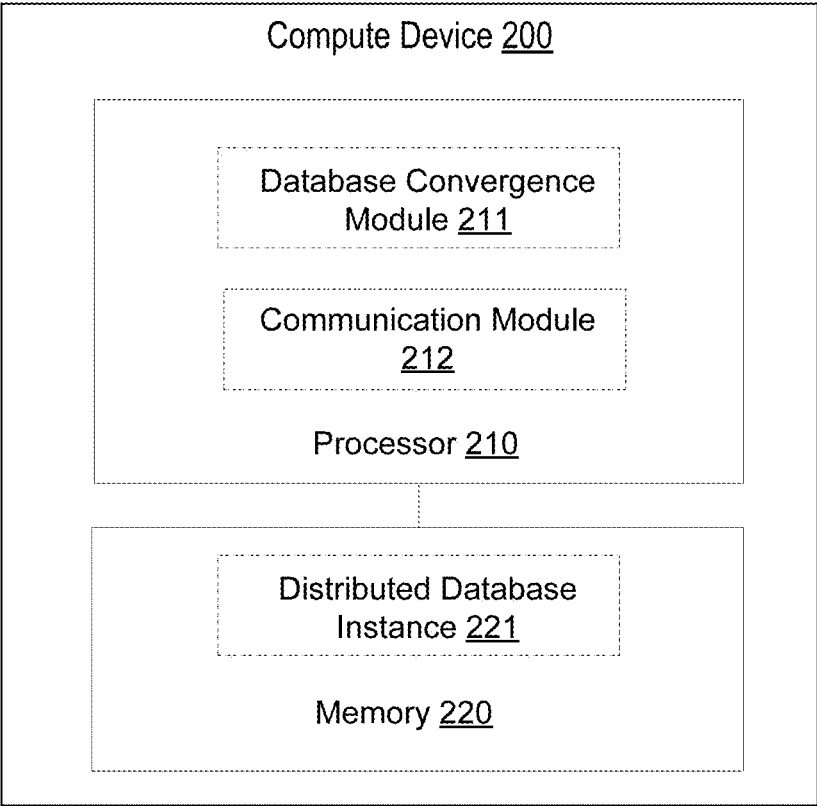 Compute Device 200
Database Convergence
Module 211
Communication Module
212
Processor 210
Distributed Database
Instance 221
Memory 220